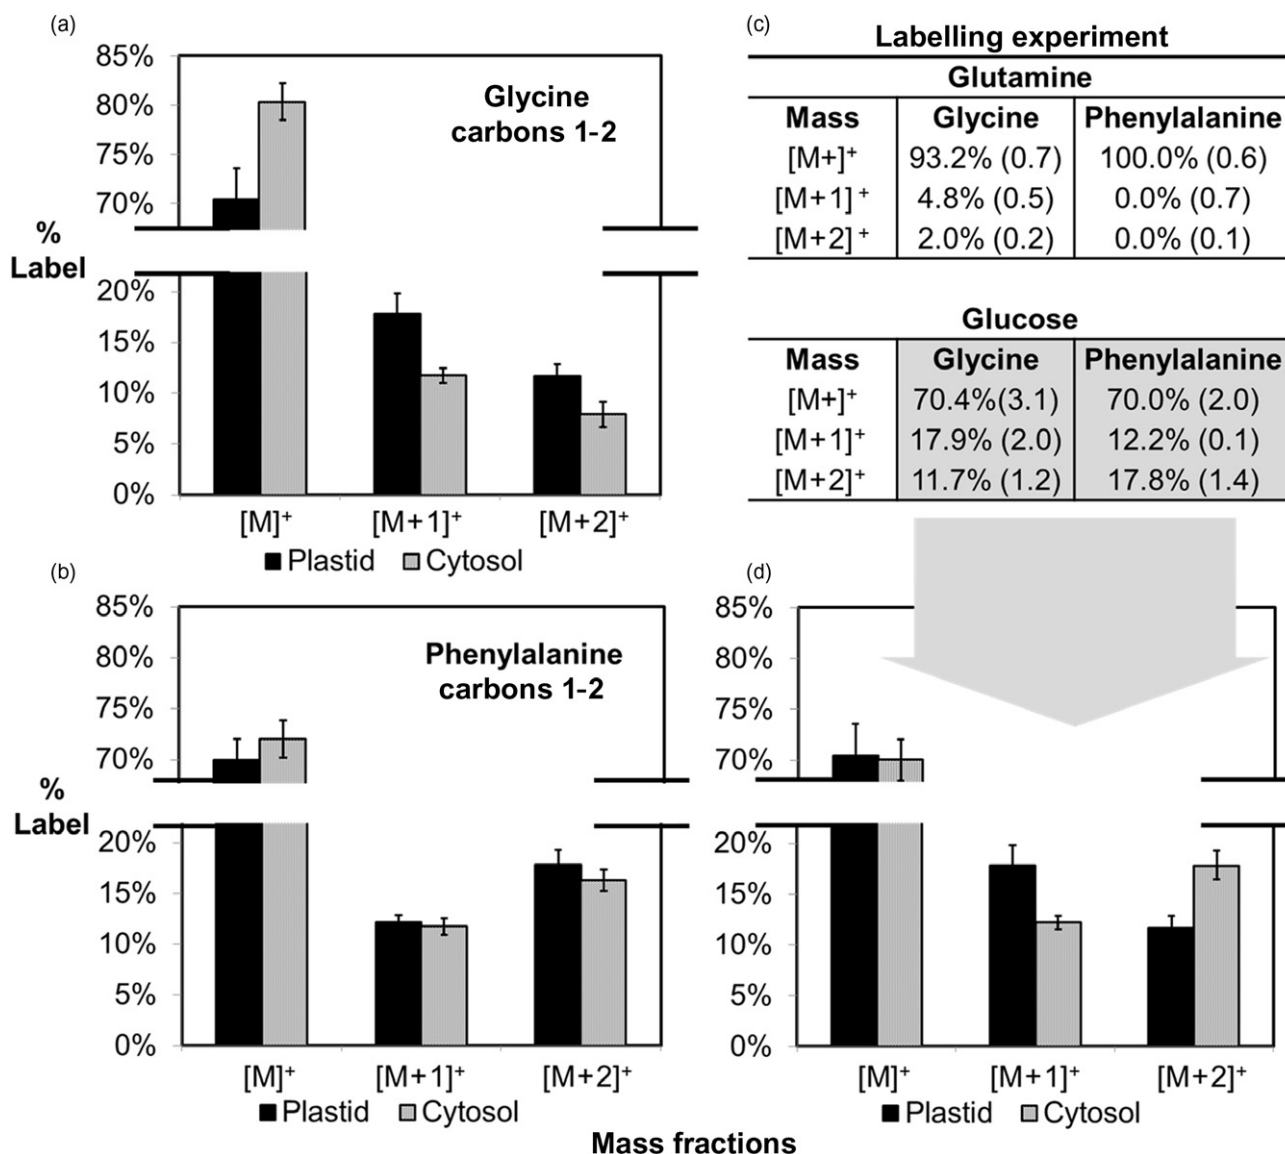 (a)
85%
80%
75%
70%
20%
15%
10%
5%
0%
% Label
Glycine
carbons 1-2
[M]⁺ [M+1]⁺ [M+2]⁺
Plastid Cytosol
(c)
Labelling experiment
Glutamine
Mass Glycine Phenylalanine
[M+]⁺ 93.2% (0.7) 100.0% (0.6)
[M+1]⁺ 4.8% (0.5) 0.0% (0.7)
[M+2]⁺ 2.0% (0.2) 0.0% (0.1)
Glucose
Mass Glycine Phenylalanine
[M+]⁺ 70.4%(3.1) 70.0% (2.0)
[M+1]⁺ 17.9% (2.0) 12.2% (0.1)
[M+2]⁺ 11.7% (1.2) 17.8% (1.4)
(b)
85%
80%
75%
70%
20%
15%
10%
5%
0%
%
Label
Phenylalanine
carbons 1-2
[M]⁺ [M+1]⁺ [M+2]⁺
Plastid Cytosol
(d)
85%
80%
75%
70%
20%
15%
10%
5%
0%
[M]⁺ [M+1]⁺ [M+2]⁺
Plastid Cytosol
Mass fractions